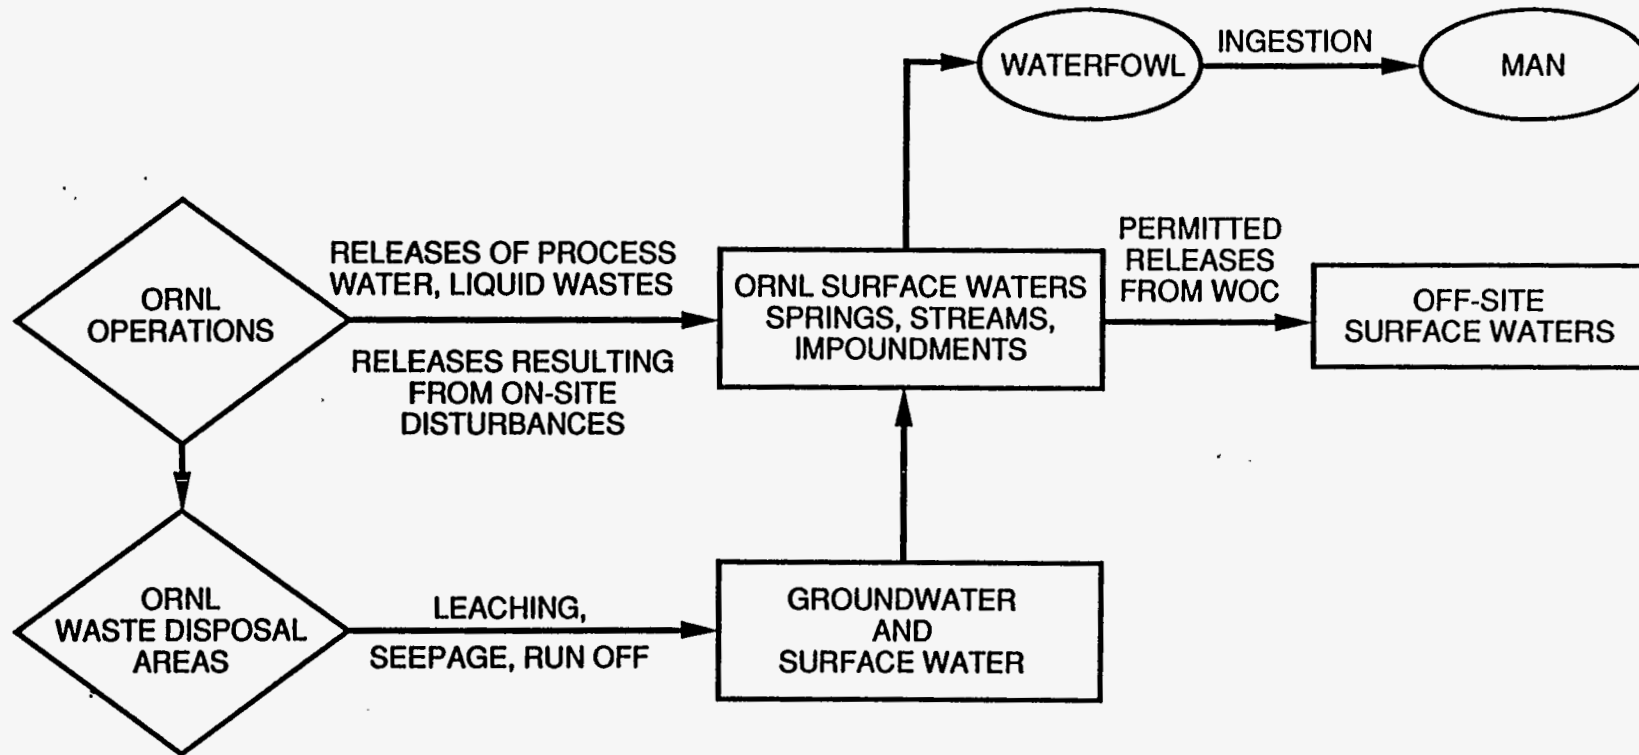 WATERFOWL
INGESTION
MAN
ORNL
OPERATIONS
RELEASES OF PROCESS
WATER, LIQUID WASTES
RELEASES RESULTING
FROM ON-SITE
DISTURBANCES
ORNL SURFACE WATERS
SPRINGS, STREAMS,
IMPOUNDMENTS
PERMITTED
RELEASES
FROM WOC
OFF-SITE
SURFACE WATERS
ORNL
WASTE DISPOSAL
AREAS
LEACHING,
SEEPAGE, RUN OFF
GROUNDWATER
AND
SURFACE WATER